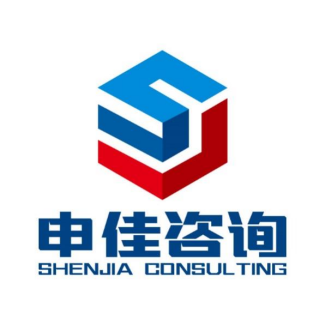 申佳咨询
SHENJIA CONSULTING